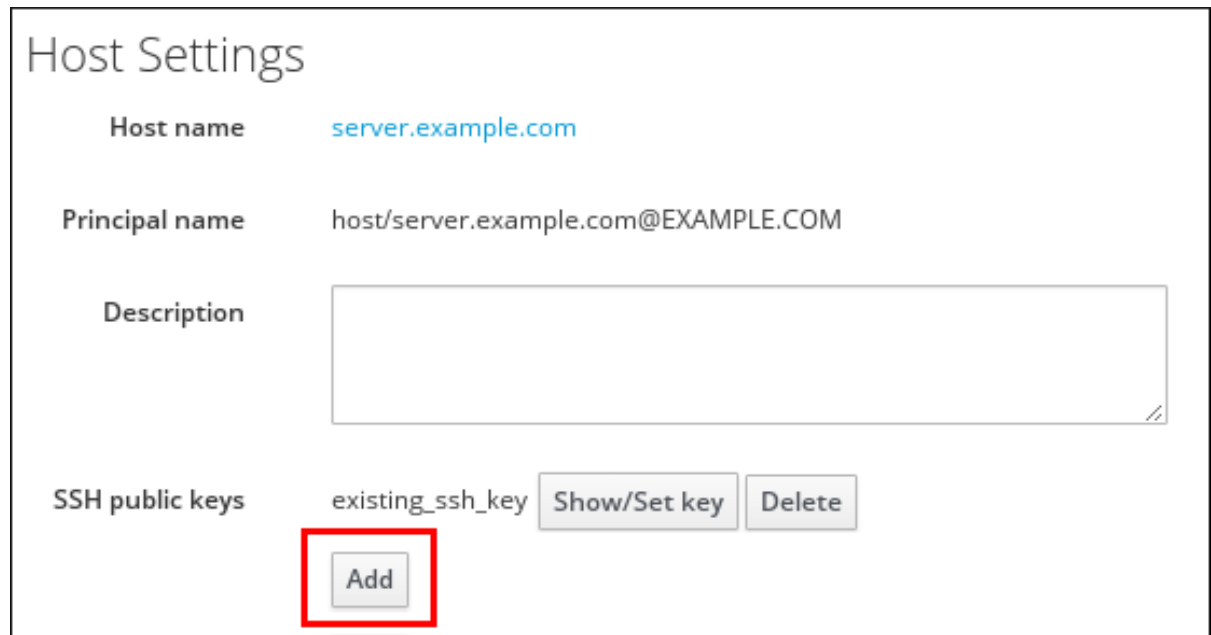 Host Settings
Host name server.example.com
Principal name host/server.example.com@EXAMPLE.COM
Description
SSH public keys existing_ssh_key Show/Set key Delete
Add